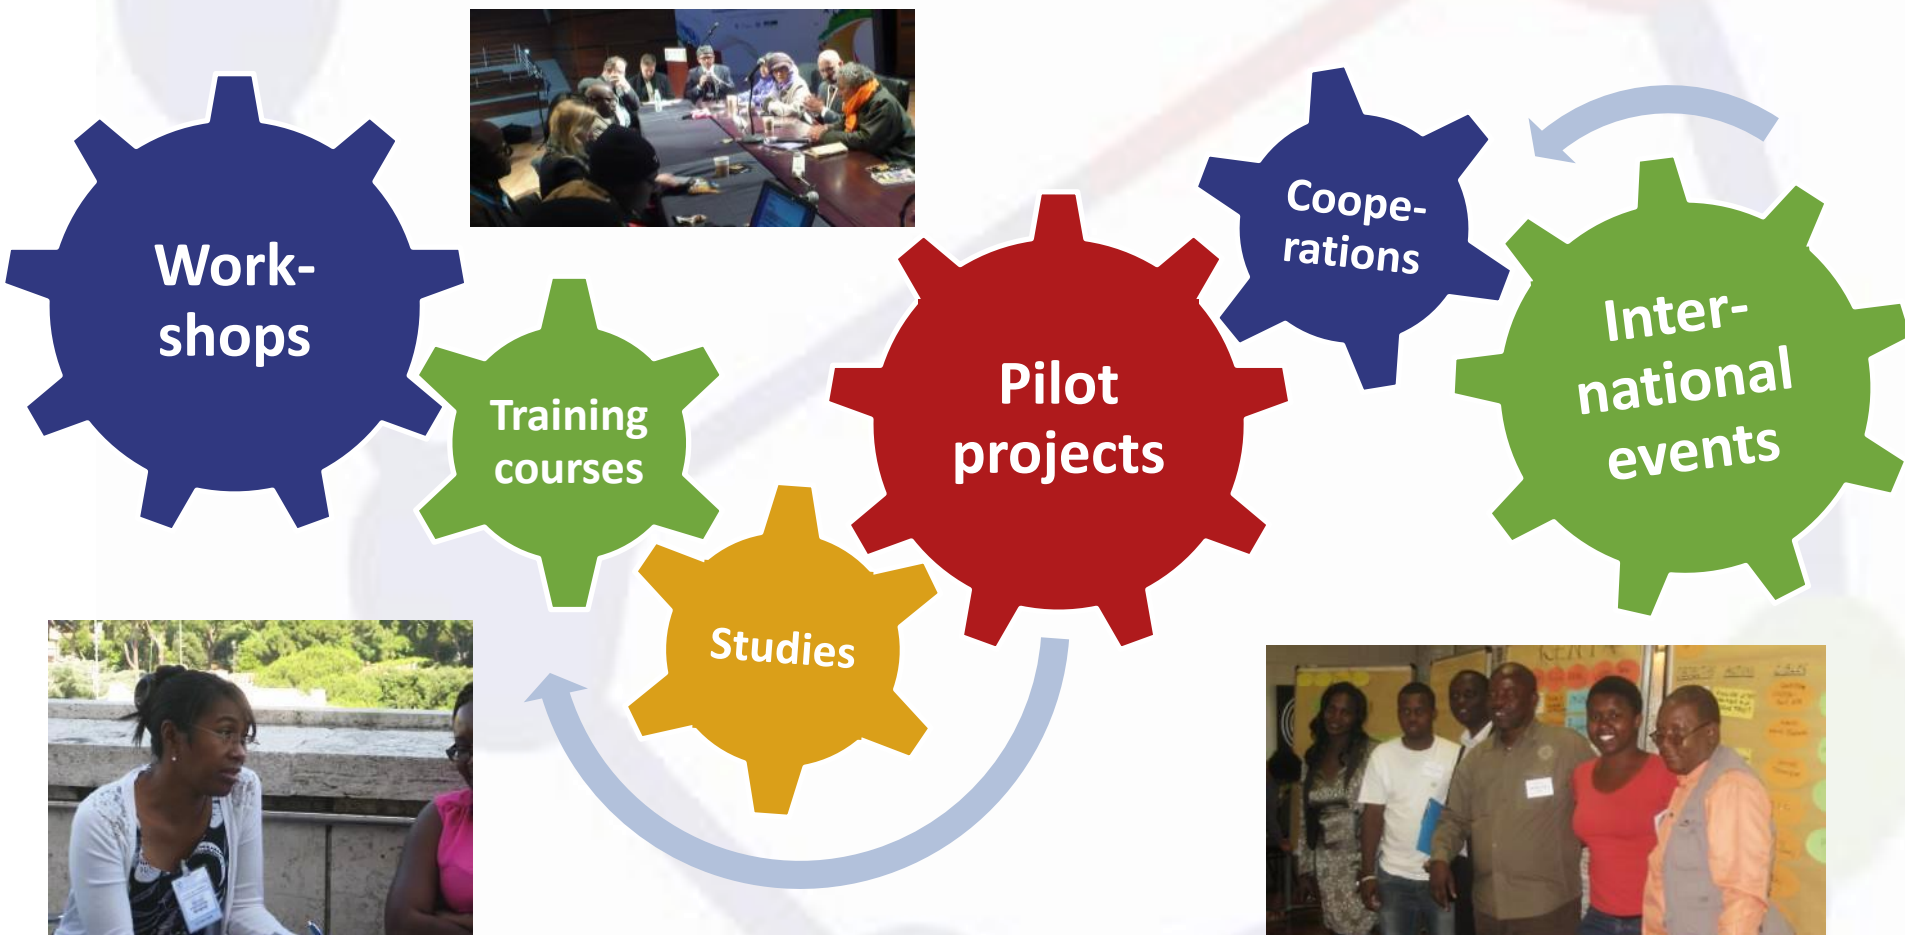 Work-
shops
Training
courses
Studies
Pilot
projects
Coope-
rations
Inter-
national
events